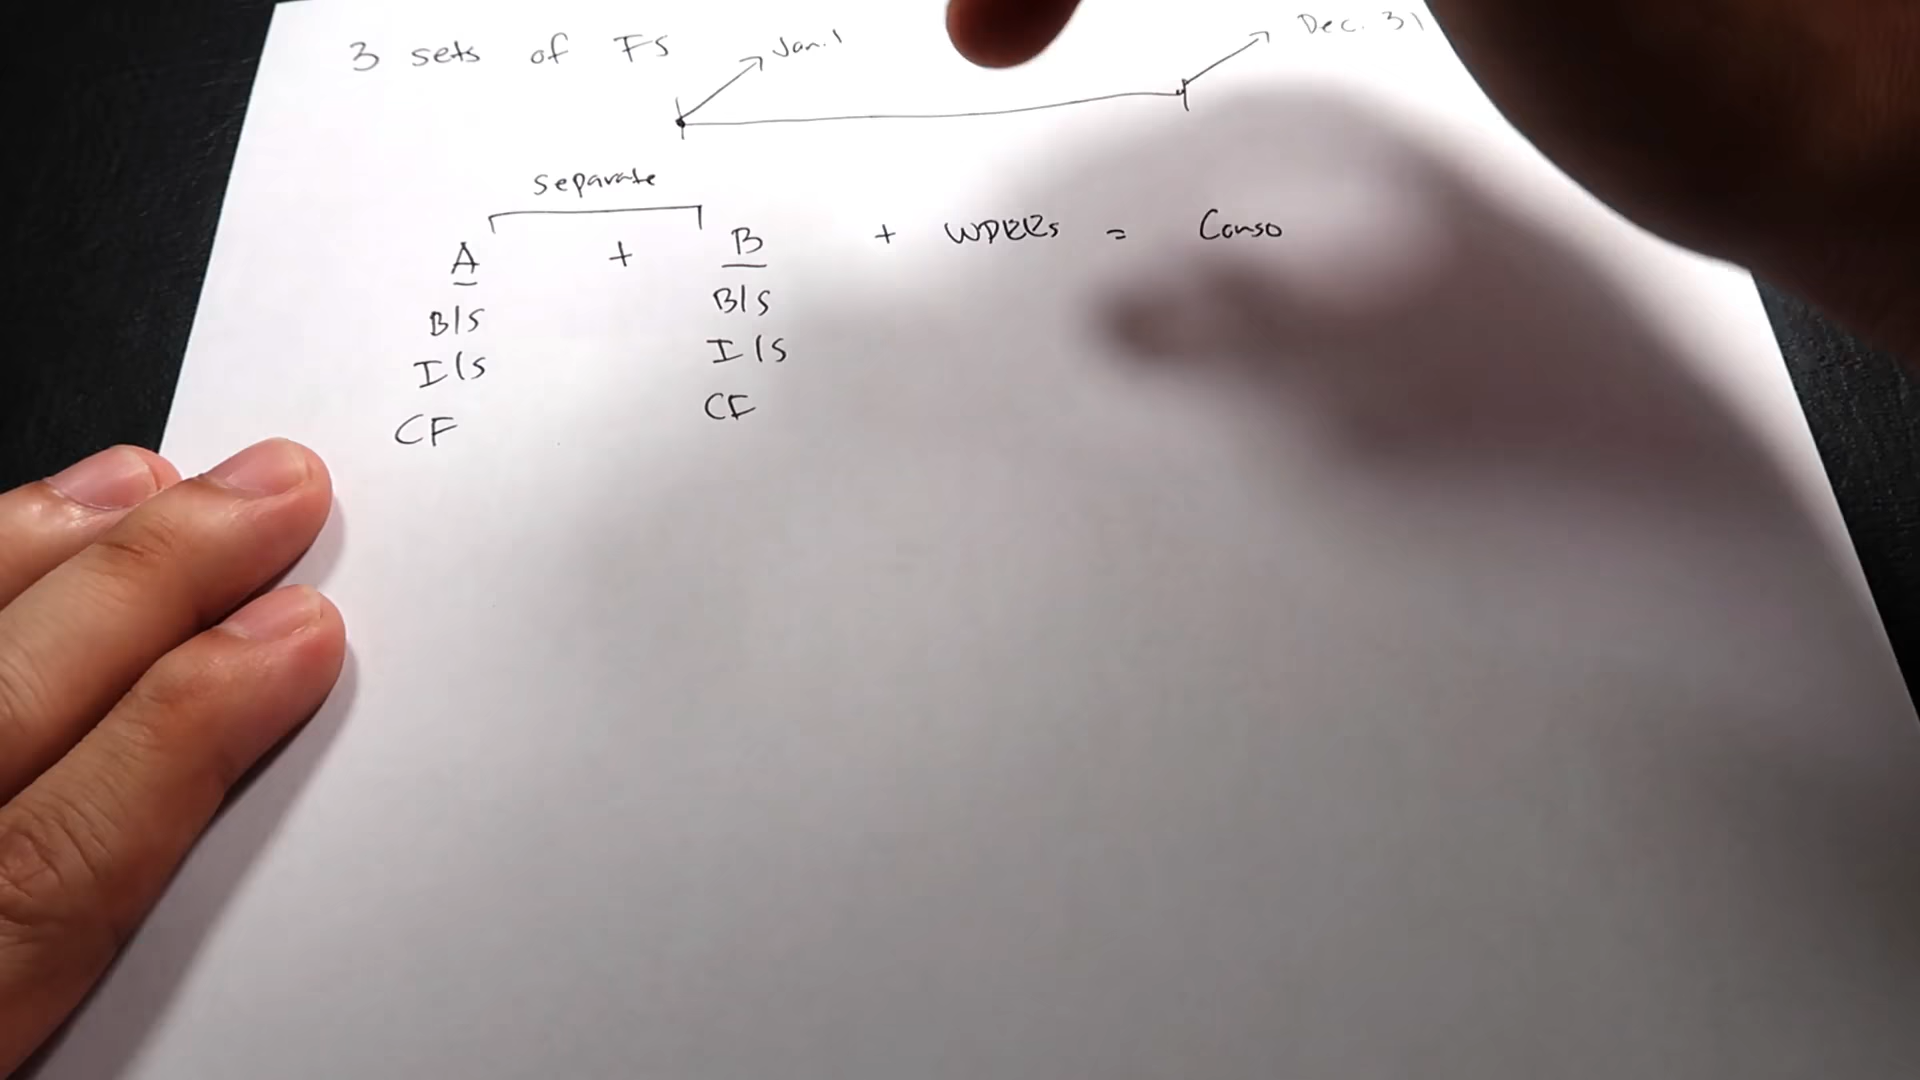 3 sets of FS
Jan. 1
Dec. 31
separate
A + B + WPEEs = Conso
B/S B/S
I/S I/S
CF CF